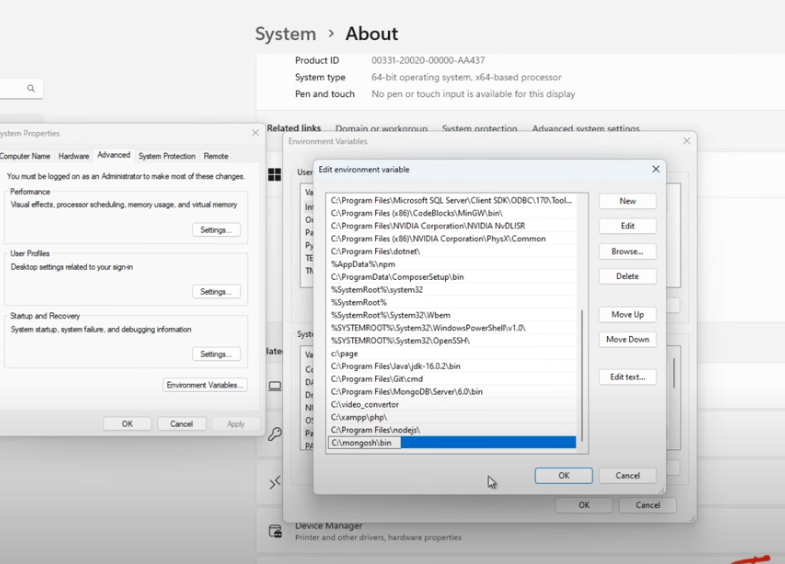 System > About
Product ID 00331-20020-00000-AA437
System type 64-bit operating system, x64-based processor
Pen and touch No pen or touch input is available for this display
Related links Domain or workgroup System protection Advanced system settings
System Properties
Computer Name Hardware Advanced System Protection Remote
You must be logged on as an Administrator to make most of these changes.
Performance
Visual effects, processor scheduling, memory usage, and virtual memory
Settings...
User Profiles
Desktop settings related to your sign-in
Settings...
Startup and Recovery
System startup, system failure, and debugging information
Settings...
Environment Variables...
OK Cancel Apply
Environment Variables
Edit environment variable
C:\Program Files\Microsoft SQL Server\Client SDK\ODBC\170\Tool...
C:\Program Files (x86)\CodeBlocks\MinGW\bin\
C:\Program Files\NVIDIA Corporation\NVIDIA NvDLISR
C:\Program Files (x86)\NVIDIA Corporation\PhysX\Common
C:\Program Files\dotnet\
%AppData%\npm
C:\ProgramData\ComposerSetup\bin
%SystemRoot%\system32
%SystemRoot%
%SystemRoot%\System32\Wbem
%SYSTEMROOT%\System32\WindowsPowerShell\v1.0\
%SYSTEMROOT%\System32\OpenSSH\
c:\page
C:\Program Files\Java\jdk-16.0.2\bin
C:\Program Files\Git\cmd
C:\Program Files\MongoDB\Server\6.0\bin
C:\video_convertor
C:\xampp\php\
C:\Program Files\nodejs\
C:\mongosh\bin
New
Edit
Browse...
Delete
Move Up
Move Down
Edit text...
OK Cancel
OK Cancel
Device Manager
Printer and other drivers, hardware properties